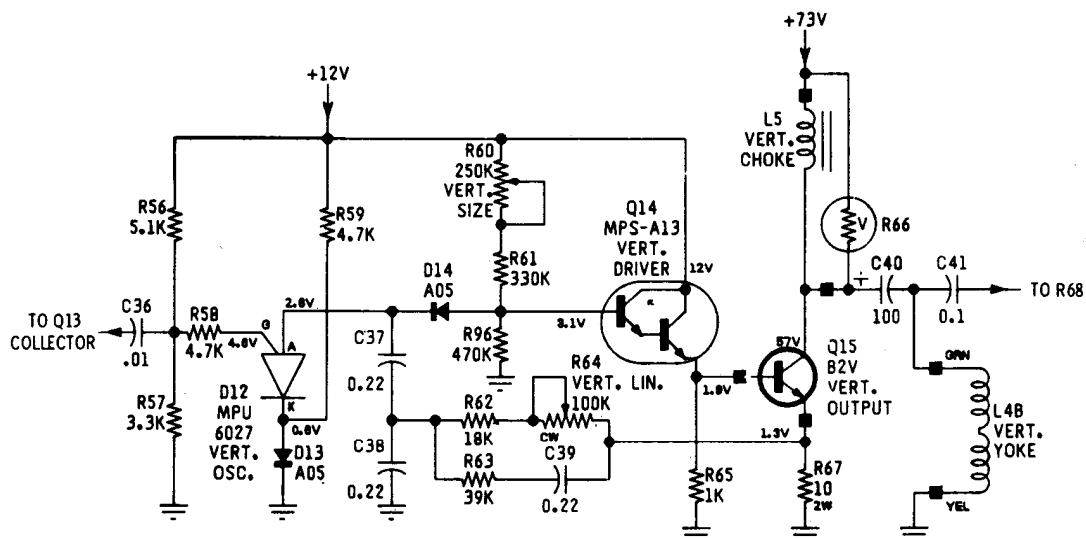 +73V
+12V
L5
VERT.
CHOKE
R60
250K
VERT.
SIZE
R56
5.1K
R59
4.7K
Q14
MPS-A13
VERT.
DRIVER
V
R66
R61
330K
12V
D14
A05
C40
100
C41
0.1
TO R68
C36
.01
TO Q13
COLLECTOR
R58
4.7K
4.6V
G
2.6V
A
K
3.1V
C37
0.22
R96
470K
R64
VERT. LIN.
100K
CW
57V
Q15
B2V
VERT.
OUTPUT
1.9V
GRN
D12
MPU
6027
VERT.
OSC.
0.6V
R57
3.3K
D13
A05
R62
18K
C38
0.22
R63
39K
C39
0.22
1.3V
L4B
VERT.
YOKE
R65
1K
R67
10
2W
YEL